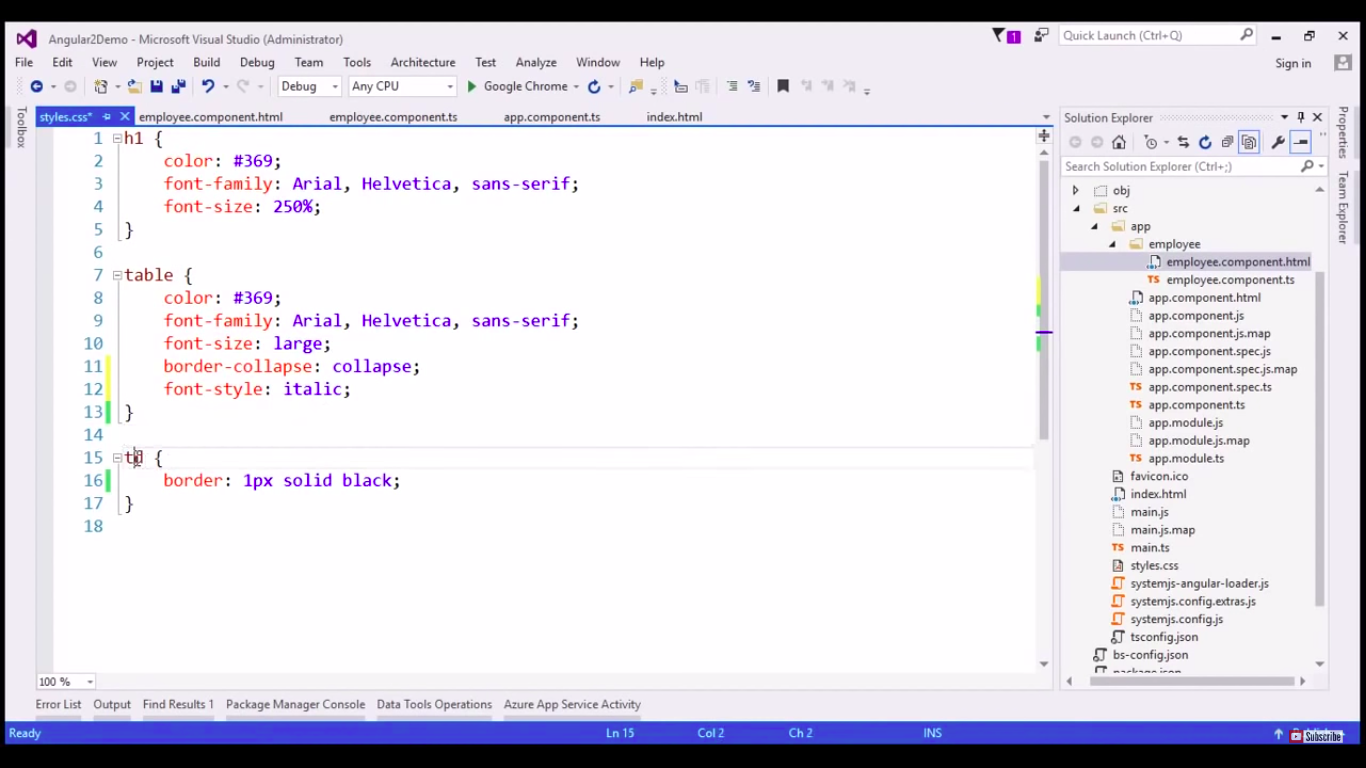 Angular2Demo - Microsoft Visual Studio (Administrator)
1
Quick Launch (Ctrl+Q)
File Edit View Project Build Debug Team Tools Architecture Test Analyze Window Help
Sign in
Debug Any CPU Google Chrome
Toolbox
styles.css* employee.component.html employee.component.ts app.component.ts index.html
1 h1 {
2 color: #369;
3 font-family: Arial, Helvetica, sans-serif;
4 font-size: 250%;
5 }
6
7 table {
8 color: #369;
9 font-family: Arial, Helvetica, sans-serif;
10 font-size: large;
11 border-collapse: collapse;
12 font-style: italic;
13 }
14
15 td {
16 border: 1px solid black;
17 }
18
100 %
Solution Explorer
Search Solution Explorer (Ctrl+;)
obj
src
app
employee
employee.component.html
employee.component.ts
app.component.html
app.component.js
app.component.js.map
app.component.spec.js
app.component.spec.js.map
app.component.spec.ts
app.component.ts
app.module.js
app.module.js.map
app.module.ts
favicon.ico
index.html
main.js
main.js.map
main.ts
styles.css
systemjs-angular-loader.js
systemjs.config.extras.js
systemjs.config.js
tsconfig.json
bs-config.json
package.json
Properties
Team Explorer
Error List Output Find Results 1 Package Manager Console Data Tools Operations Azure App Service Activity
Ready Ln 15 Col 2 Ch 2 INS
Subscribe